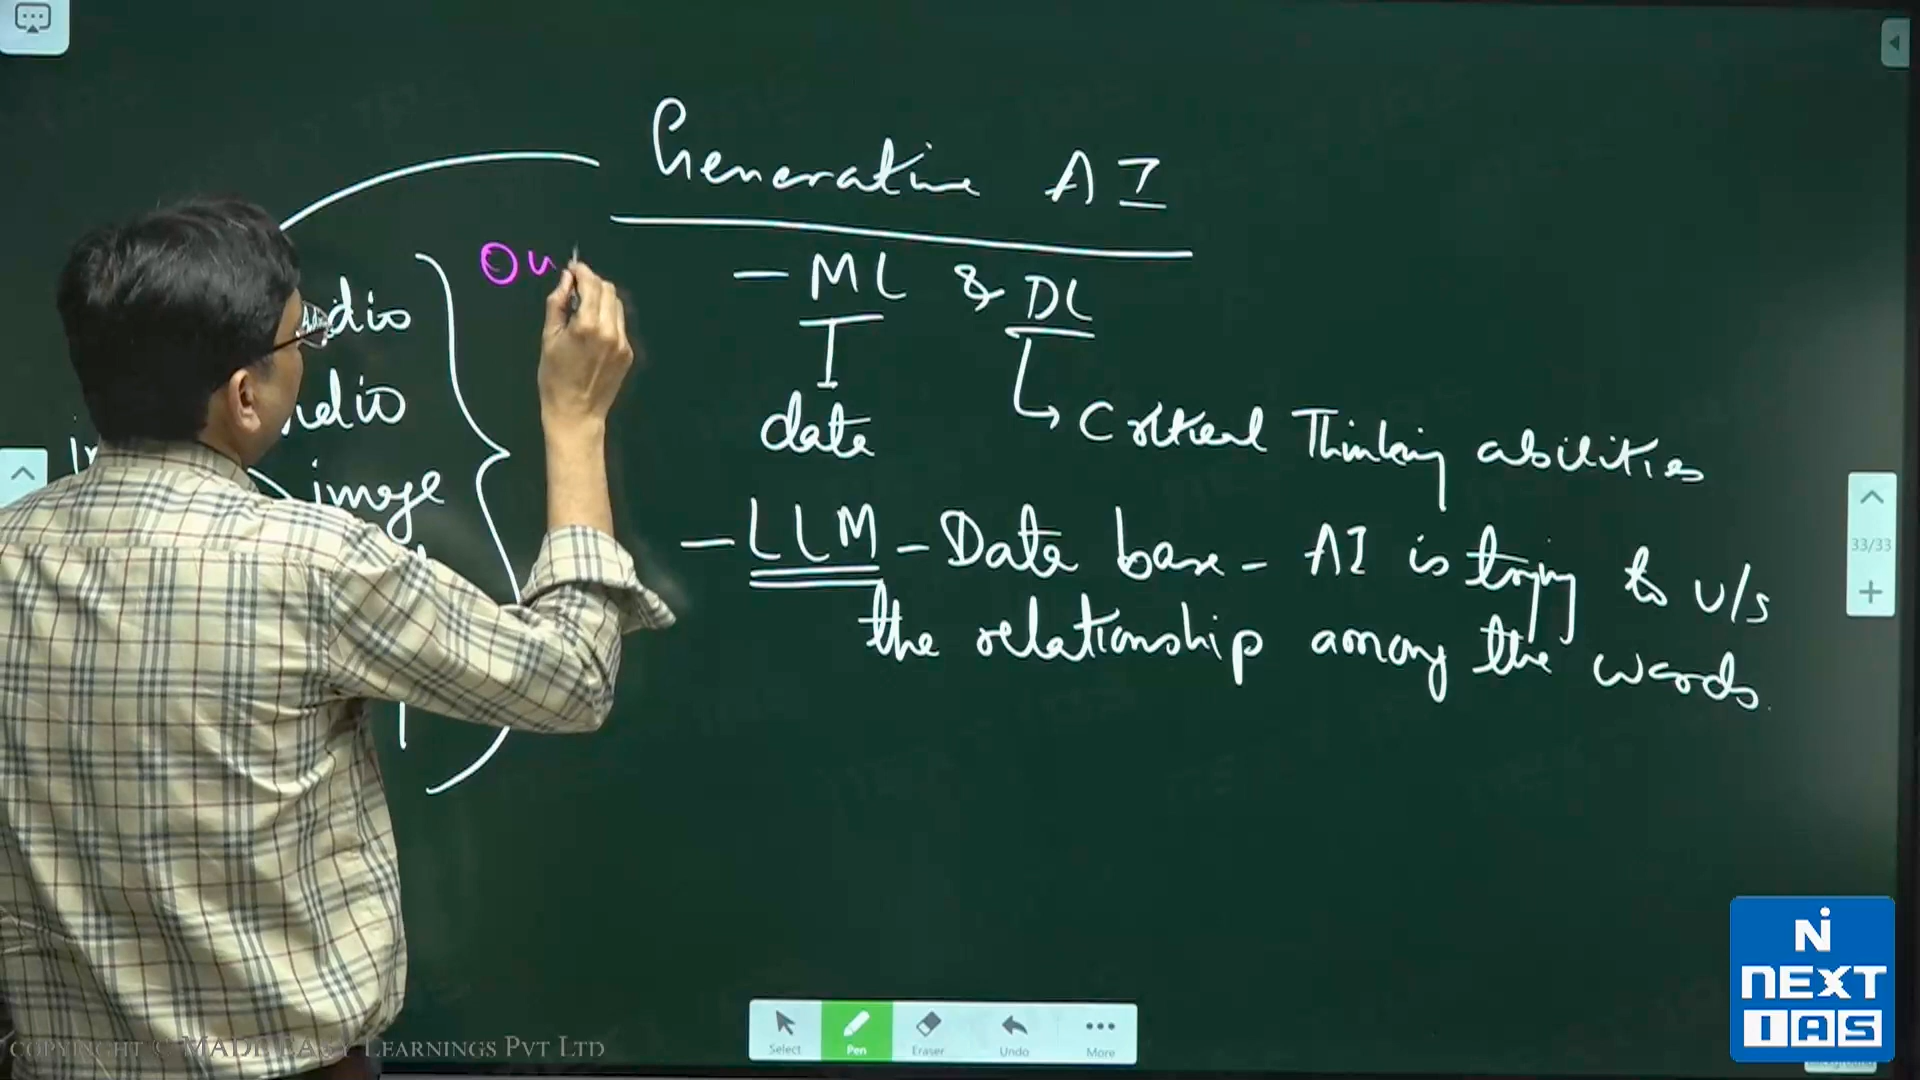 Generative AI
Ou
- ML & DL
dio
data
Critical Thinking abilities
dio
image
- LLM - Data base - AI is trying to u/s
the relationship among the words.
33/33
Select
Pen
Eraser
Undo
More
NEXT
IAS
COPYRIGHT © MADE EASY LEARNINGS PVT LTD